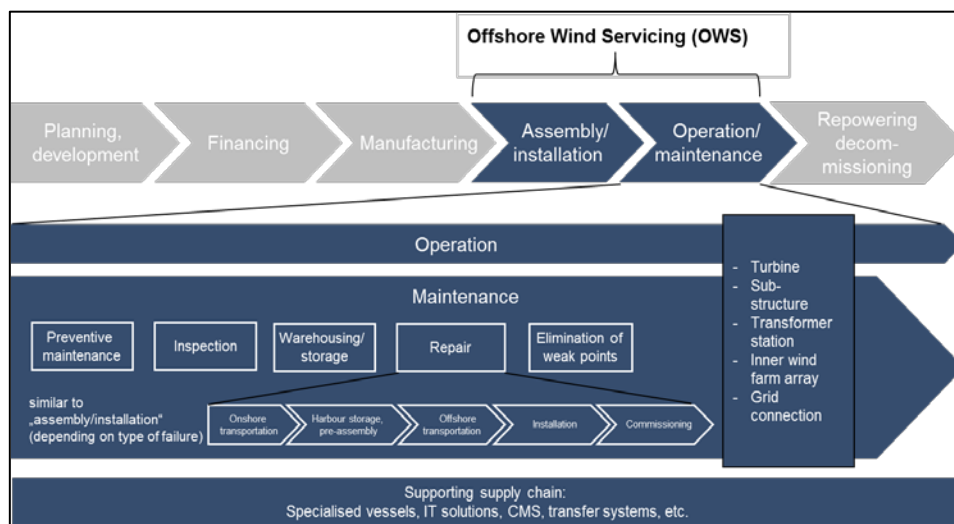 Offshore Wind Servicing (OWS)
Planning,
development
Financing
Manufacturing
Assembly/
installation
Operation/
maintenance
Repowering
decom-
missioning
Operation
Maintenance
Preventive
maintenance
Inspection
Warehousing/
storage
Repair
Elimination of
weak points
similar to
„assembly/installation“
(depending on type of failure)
Onshore
transportation
Harbour storage,
pre-assembly
Offshore
transportation
Installation
Commissioning
- Turbine
- Sub-
structure
- Transformer
station
- Inner wind
farm array
- Grid
connection
Supporting supply chain:
Specialised vessels, IT solutions, CMS, transfer systems, etc.